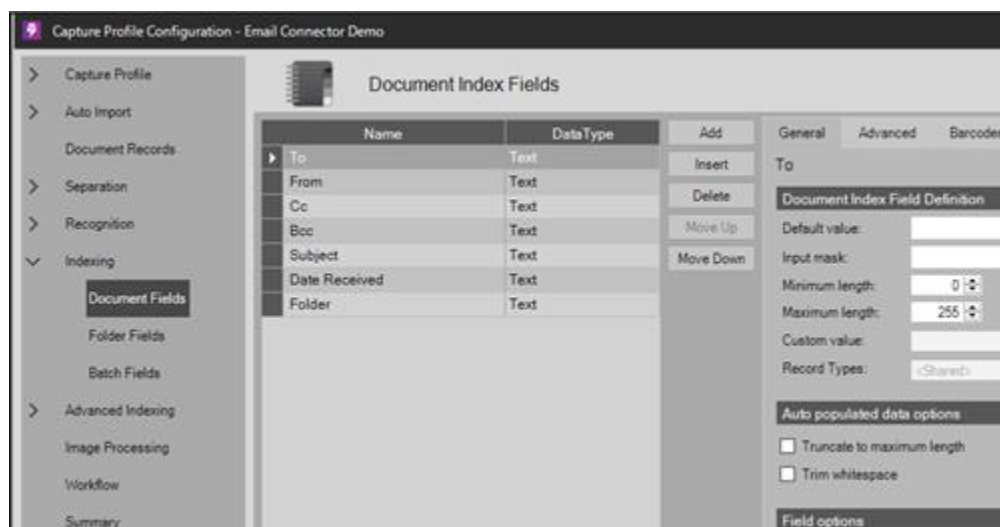 Capture Profile Configuration - Email Connector Demo
Capture Profile
Auto Import
Document Records
Separation
Recognition
Indexing
Document Fields
Folder Fields
Batch Fields
Advanced Indexing
Image Processing
Workflow
Summary
Document Index Fields
Name DataType
To Text
From Text
Cc Text
Bcc Text
Subject Text
Date Received Text
Folder Text
Add
Insert
Delete
Move Up
Move Down
General Advanced Barcodes
To
Document Index Field Definition
Default value:
Input mask:
Minimum length: 0
Maximum length: 255
Custom value:
Record Types: <Shared>
Auto populated data options
Truncate to maximum length
Trim whitespace
Field options